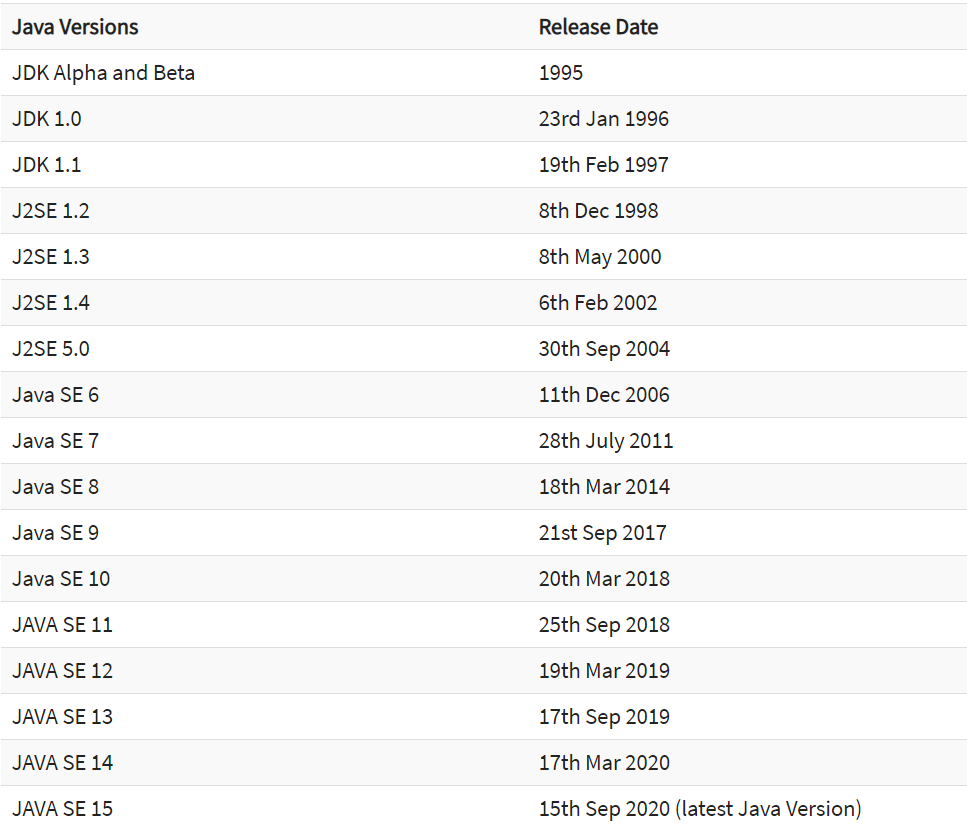 Java Versions Release Date
JDK Alpha and Beta 1995
JDK 1.0 23rd Jan 1996
JDK 1.1 19th Feb 1997
J2SE 1.2 8th Dec 1998
J2SE 1.3 8th May 2000
J2SE 1.4 6th Feb 2002
J2SE 5.0 30th Sep 2004
Java SE 6 11th Dec 2006
Java SE 7 28th July 2011
Java SE 8 18th Mar 2014
Java SE 9 21st Sep 2017
Java SE 10 20th Mar 2018
JAVA SE 11 25th Sep 2018
JAVA SE 12 19th Mar 2019
JAVA SE 13 17th Sep 2019
JAVA SE 14 17th Mar 2020
JAVA SE 15 15th Sep 2020 (latest Java Version)